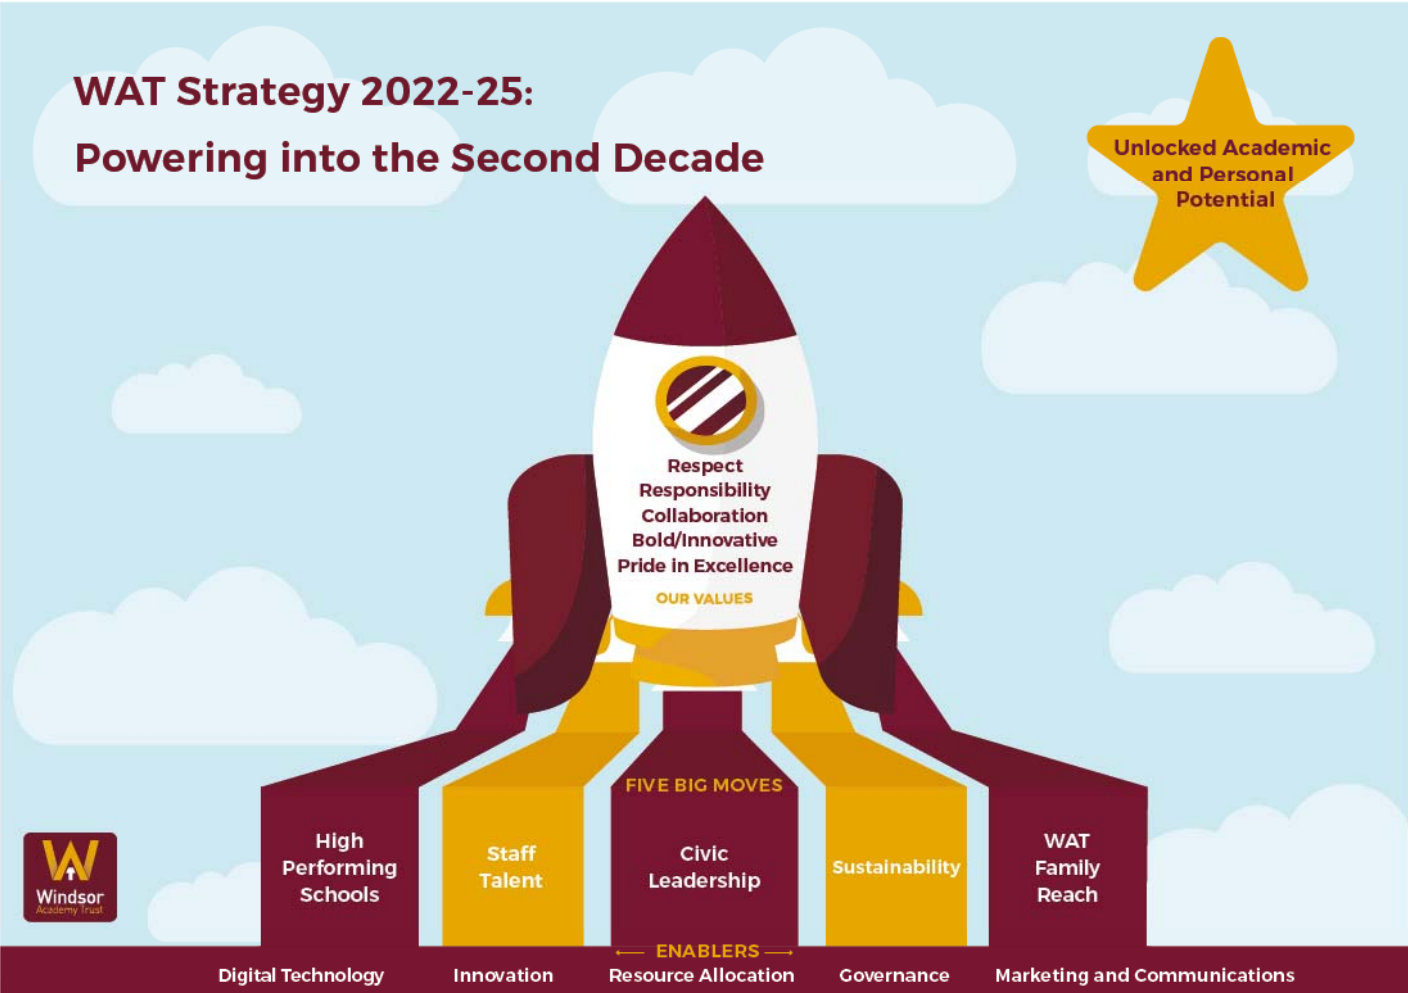 WAT Strategy 2022-25:
Powering into the Second Decade
Unlocked Academic
and Personal
Potential
Respect
Responsibility
Collaboration
Bold/Innovative
Pride in Excellence
OUR VALUES
FIVE BIG MOVES
High
Performing
Schools
Staff
Talent
Civic
Leadership
Sustainability
WAT
Family
Reach
W
Windsor
Academy Trust
ENABLERS
Digital Technology
Innovation
Resource Allocation
Governance
Marketing and Communications